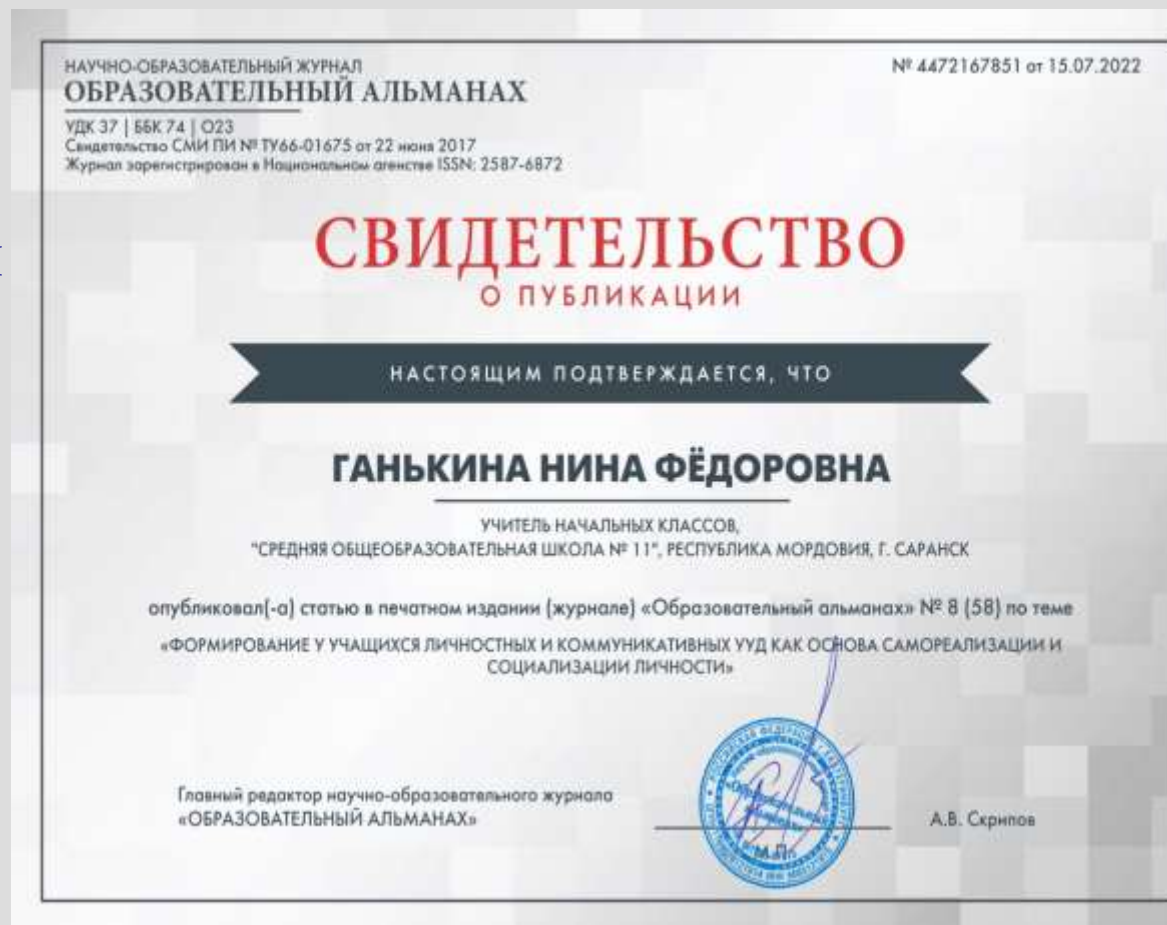 НАУЧНО-ОБРАЗОВАТЕЛЬНЫЙ ЖУРНАЛ
ОБРАЗОВАТЕЛЬНЫЙ АЛЬМАНАХ
УДК 37 | ББК 74 | О23
Свидетельство СМИ ПИ № ТУ66-01675 от 22 июня 2017
Журнал зарегистрирован в Национальном агенстве ISSN: 2587-6872
№ 4472167851 от 15.07.2022
СВИДЕТЕЛЬСТВО
О ПУБЛИКАЦИИ
НАСТОЯЩИМ ПОДТВЕРЖДАЕТСЯ, ЧТО
ГАНЬКИНА НИНА ФЁДОРОВНА
УЧИТЕЛЬ НАЧАЛЬНЫХ КЛАССОВ,
"СРЕДНЯЯ ОБЩЕОБРАЗОВАТЕЛЬНАЯ ШКОЛА № 11", РЕСПУБЛИКА МОРДОВИЯ, Г. САРАНСК
опубликовал(-а) статью в печатном издании (журнале) «Образовательный альманах» № 8 (58) по теме
«ФОРМИРОВАНИЕ У УЧАЩИХСЯ ЛИЧНОСТНЫХ И КОММУНИКАТИВНЫХ УУД КАК ОСНОВА САМОРЕАЛИЗАЦИИ И
СОЦИАЛИЗАЦИИ ЛИЧНОСТИ»
Главный редактор научно-образовательного журнала
«ОБРАЗОВАТЕЛЬНЫЙ АЛЬМАНАХ»
М.П.
А.В. Скрипов